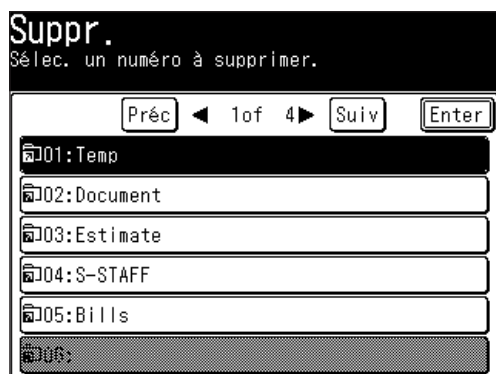 Suppr.
Sélec. un numéro à supprimer.
Préc ◀ 1of 4▶ Suiv Enter
01:Temp
02:Document
03:Estimate
04:S-STAFF
05:Bills
06: